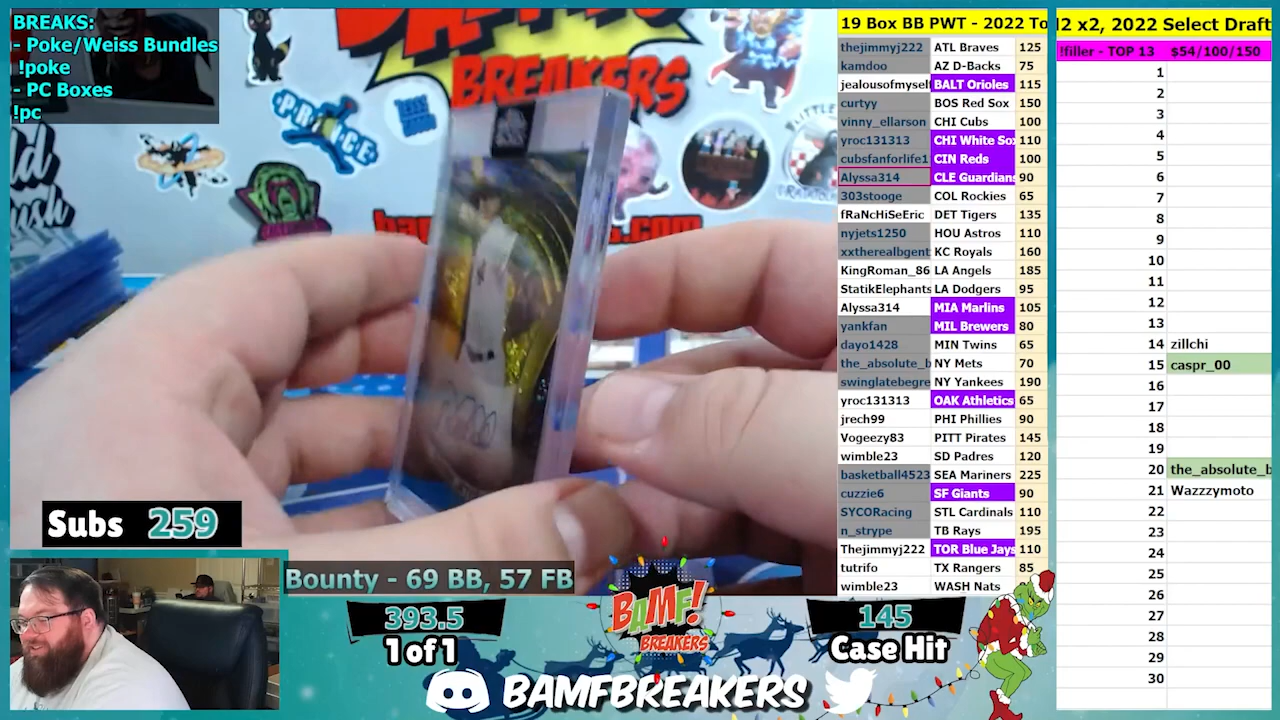 BREAKS:
- Poke/Weiss Bundles
!poke
- PC Boxes
!pc
BREAKERS
PRINCE
19 Box BB PWT - 2022 To
thejimmyj222 ATL Braves 125
kamdoo AZ D-Backs 75
jealousofmysel BALT Orioles 115
curtyy BOS Red Sox 150
vinny_ellarson CHI Cubs 100
yroc131313 CHI White Sox 110
cubsfanforlife1 CIN Reds 100
Alyssa314 CLE Guardians 90
303stooge COL Rockies 65
fRaNcHiSeEric DET Tigers 135
nyjets1250 HOU Astros 110
xxtherealbgent KC Royals 160
KingRoman_86 LA Angels 185
StatikElephants LA Dodgers 95
Alyssa314 MIA Marlins 105
yankfan MIL Brewers 80
dayo1428 MIN Twins 65
the_absolute_b NY Mets 70
swinglatebegre NY Yankees 190
yroc131313 OAK Athletics 65
jrech99 PHI Phillies 90
Vogeezy83 PITT Pirates 145
wimble23 SD Padres 120
basketball4523 SEA Mariners 225
cuzzie6 SF Giants 90
SYCORacing STL Cardinals 110
n_strype TB Rays 195
Thejimmyj222 TOR Blue Jays 110
tutrifo TX Rangers 85
wimble23 WASH Nats
2 x2, 2022 Select Draft
!filler - TOP 13 $54/100/150
1
2
3
4
5
6
7
8
9
10
11
12
13
14 zillchi
15 caspr_00
16
17
18
19
20 the_absolute_b
21 Wazzzymoto
22
23
24
25
26
27
28
29
30
Subs 259
Bounty - 69 BB, 57 FB
393.5
1 of 1
BAMF!
BREAKERS
145
Case Hit
BAMFBREAKERS